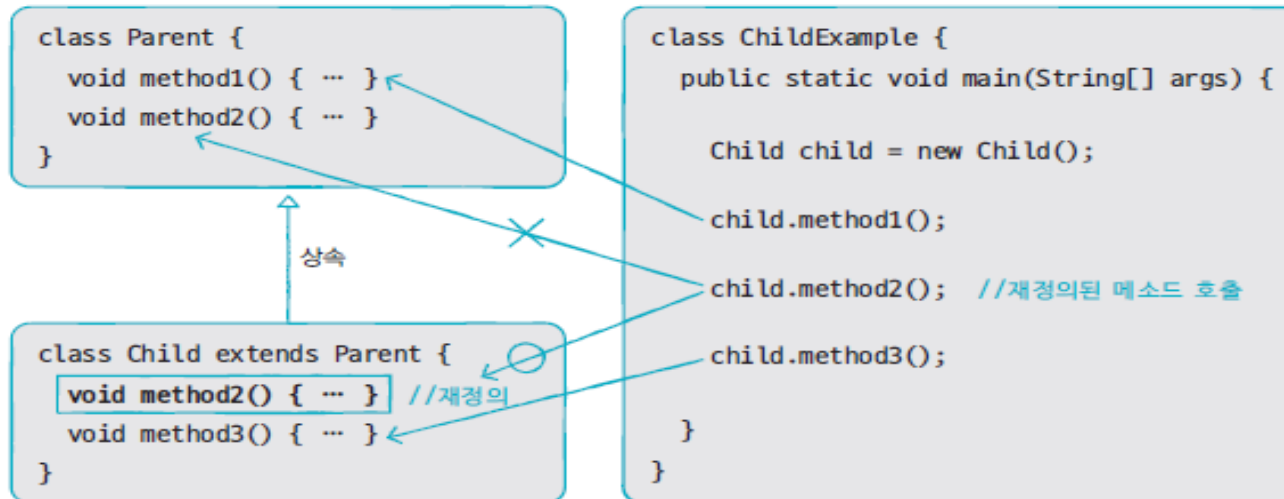 class Parent {
void method1() { … }
void method2() { … }
}
상속
class Child extends Parent {
void method2() { … } //재정의
void method3() { … }
}
class ChildExample {
public static void main(String[] args) {
Child child = new Child();
child.method1();
child.method2(); //재정의된 메소드 호출
child.method3();
}
}